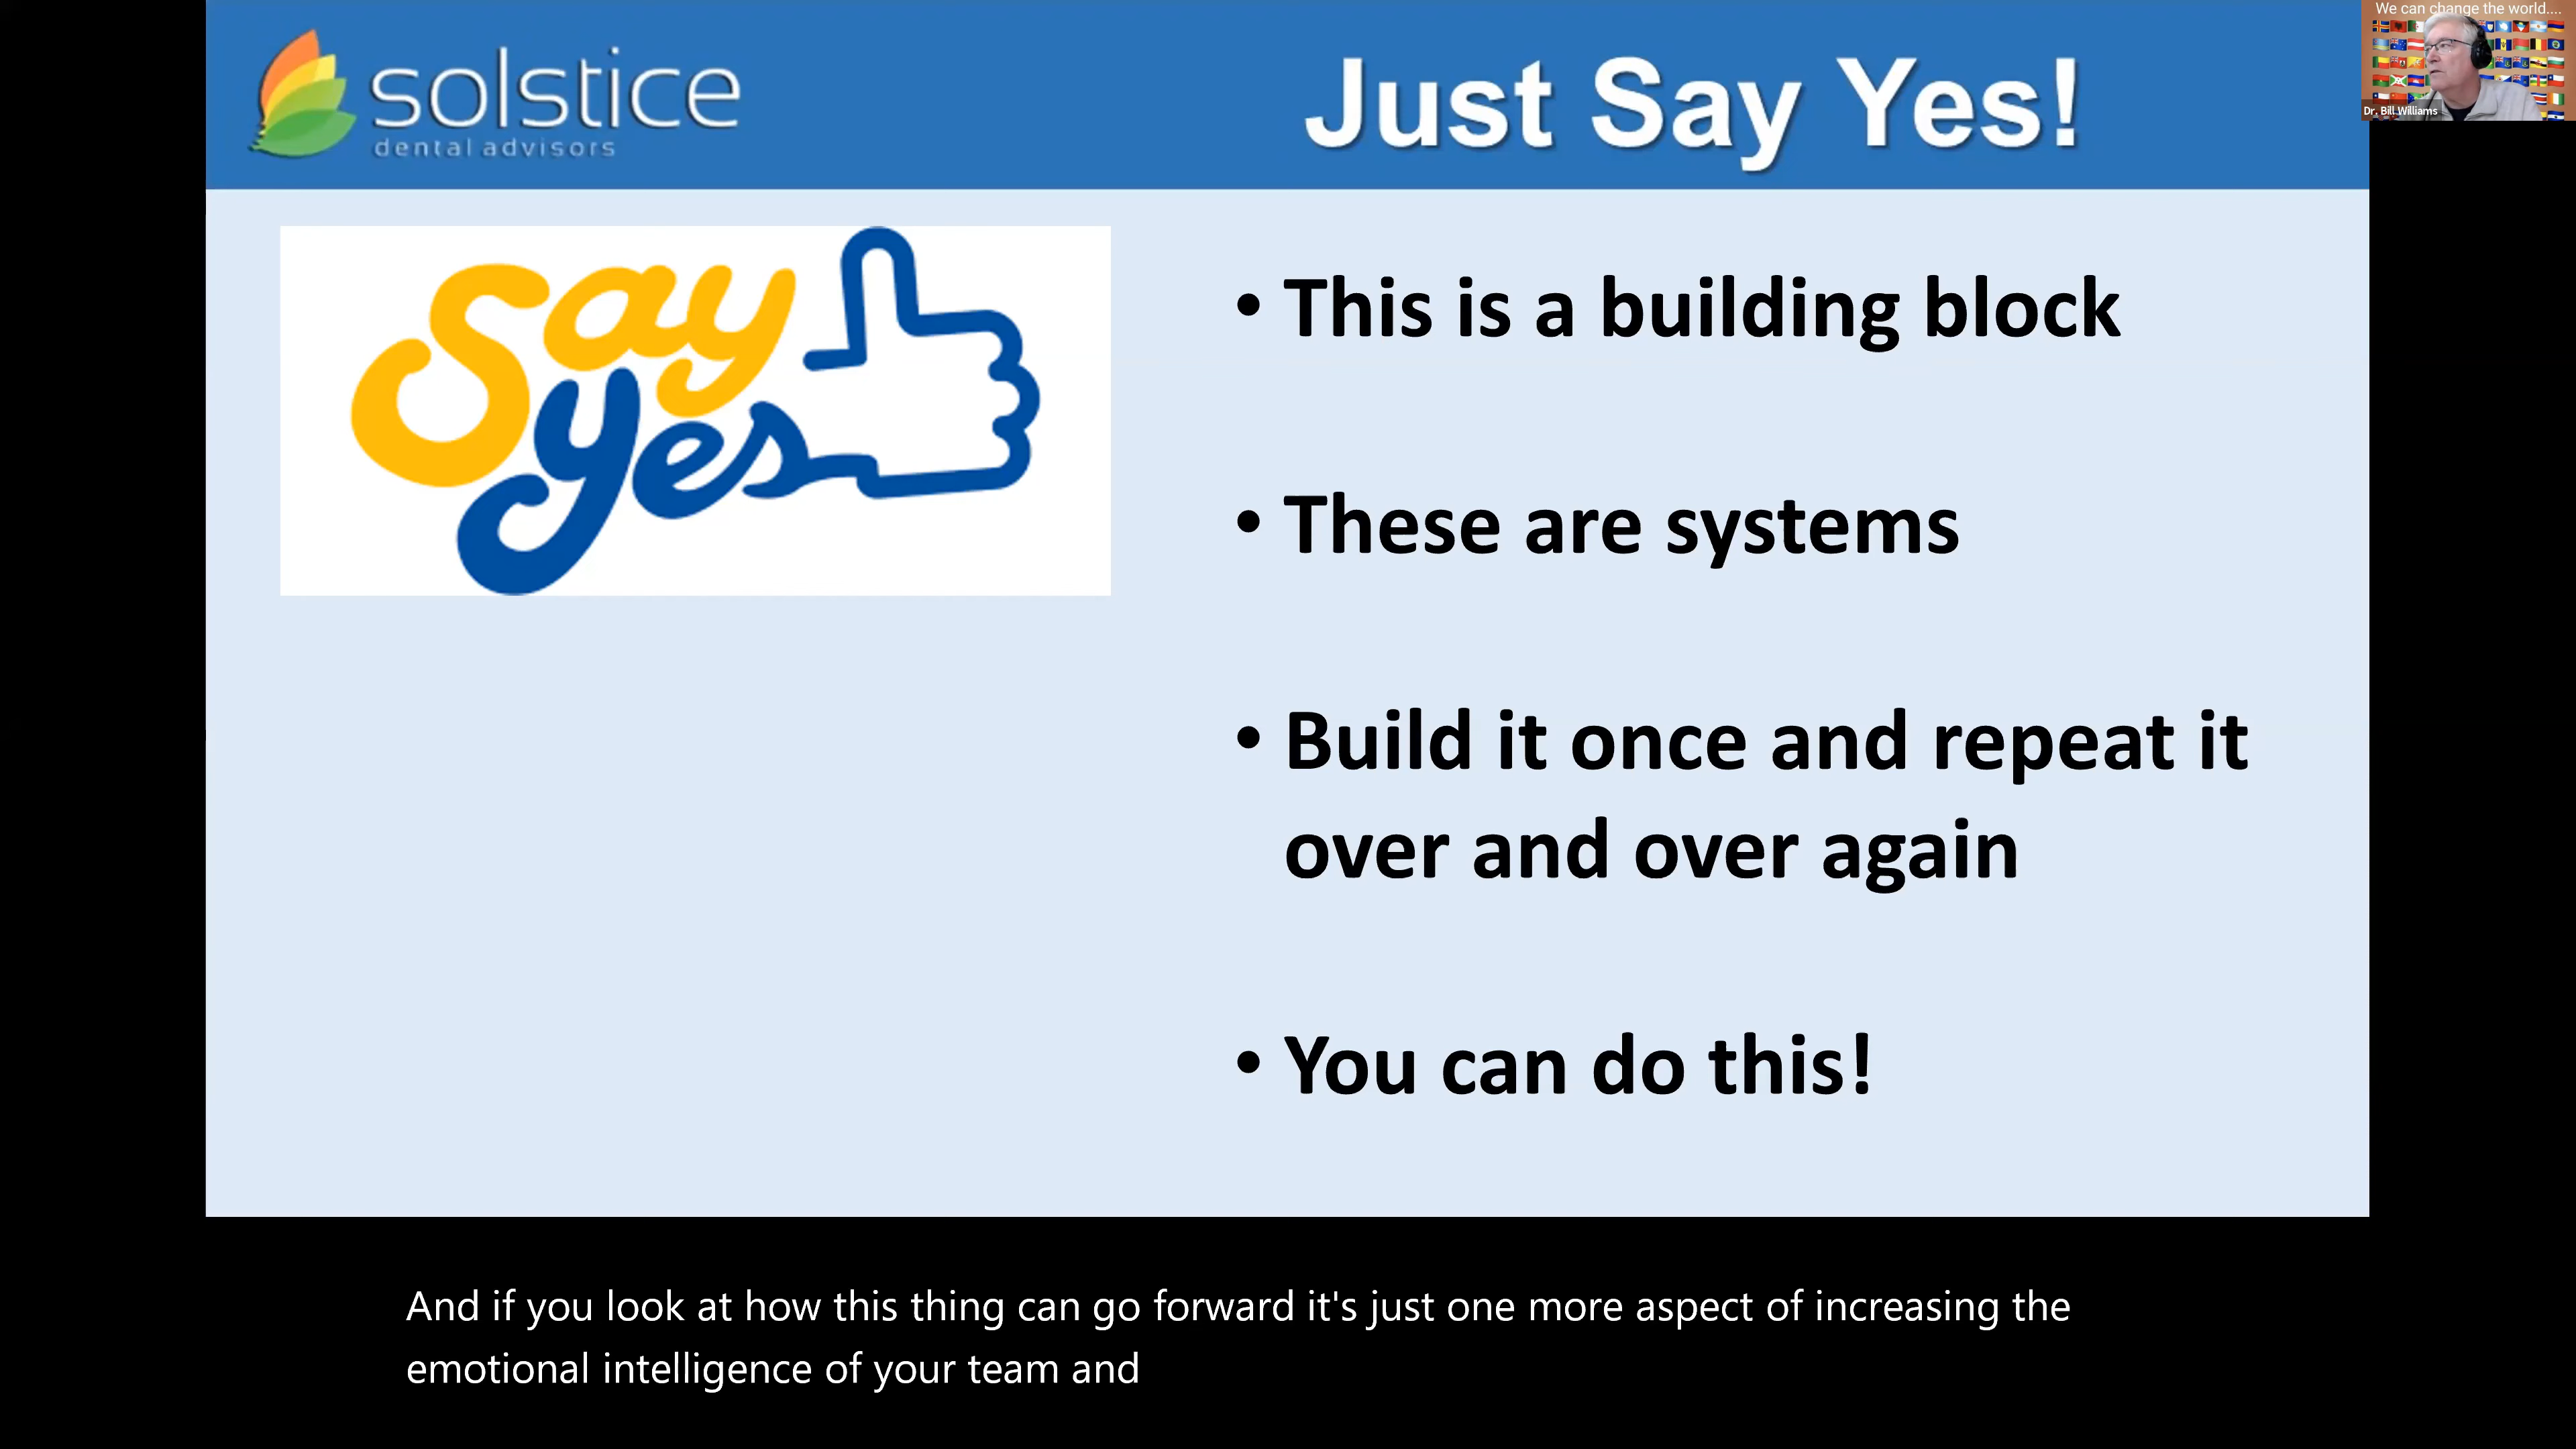 We can change the world....
Dr. Bill Williams
solstice
dental advisors
Just Say Yes!
Say
yes
• This is a building block
• These are systems
• Build it once and repeat it
over and over again
• You can do this!
And if you look at how this thing can go forward it's just one more aspect of increasing the
emotional intelligence of your team and